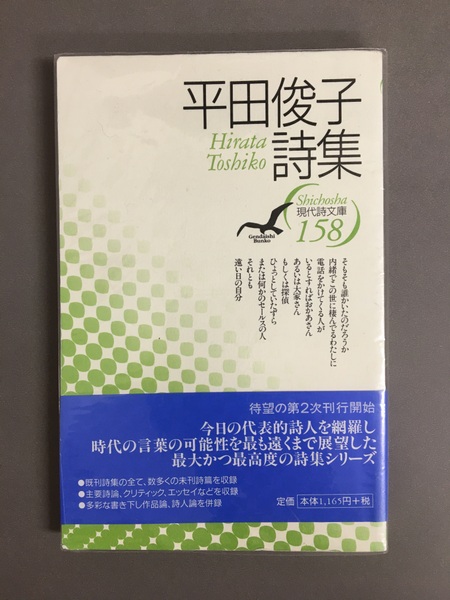 平田俊子
Hirata
Toshiko
詩集
Shichosha
現代詩文庫
158
Gendaishi
Bunko
そもそも誰がいたのだろうか
内緒でこの世に棲んでるわたしに
電話をかけてくる人が
いるとすればおかあさん
あるいは大家さん
もしくは探偵
ひょっとしていたずら
または何かのセールスの人
それとも
遠い日の自分
待望の第2次刊行開始
今日の代表的詩人を網羅し
時代の言葉の可能性を最も遠くまで展望した
最大かつ最高度の詩集シリーズ
●既刊詩集の全て、数多くの未刊詩篇を収録
●主要詩論、クリティック、エッセイなどを収録
●多彩な書き下し作品論、詩人論を併録
定価 本体1,165円+税